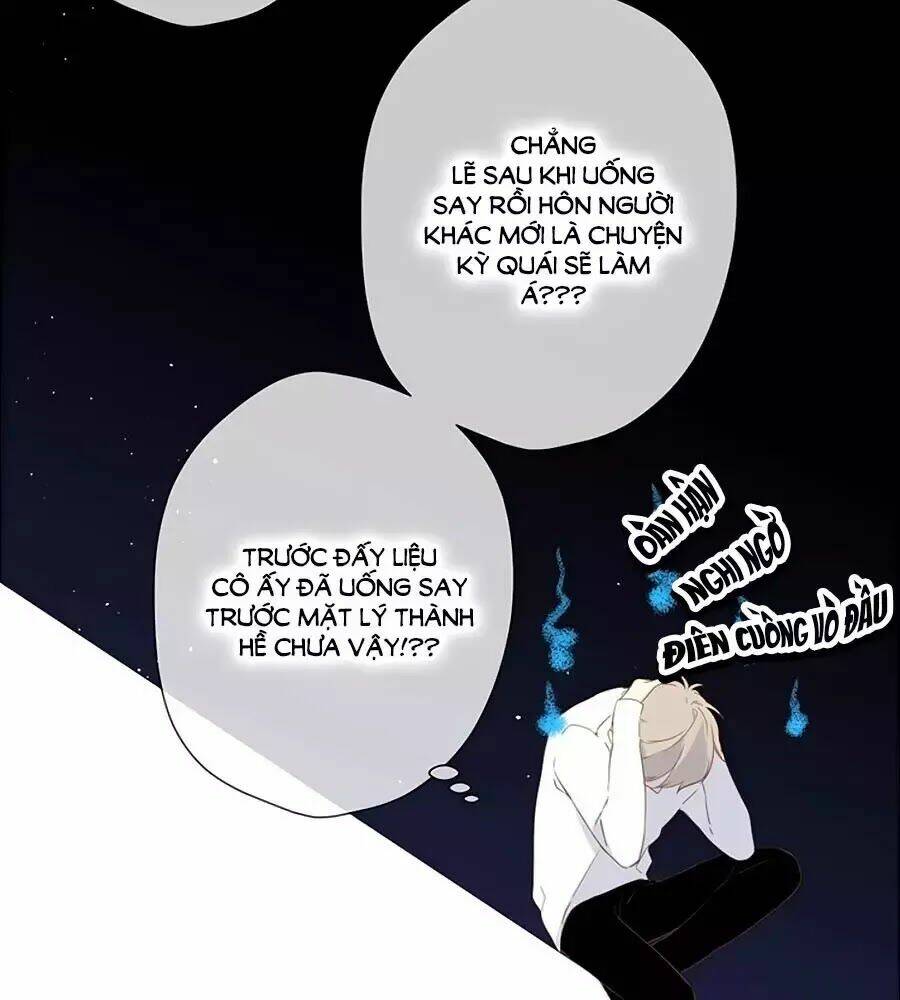 CHẲNG
LẼ SAU KHI UỐNG
SAY RỒI HÔN NGƯỜI
KHÁC MỚI LÀ CHUYỆN
KỲ QUÁI SẼ LÀM
Á???
TRƯỚC ĐẤY LIỆU
CÔ ẤY ĐÃ UỐNG SAY
TRƯỚC MẶT LÝ THÀNH
HỀ CHƯA VẬY!??
OÀN HẬN
NGHI NGỜ
ĐIÊN CUỒNG VÒ ĐẦU